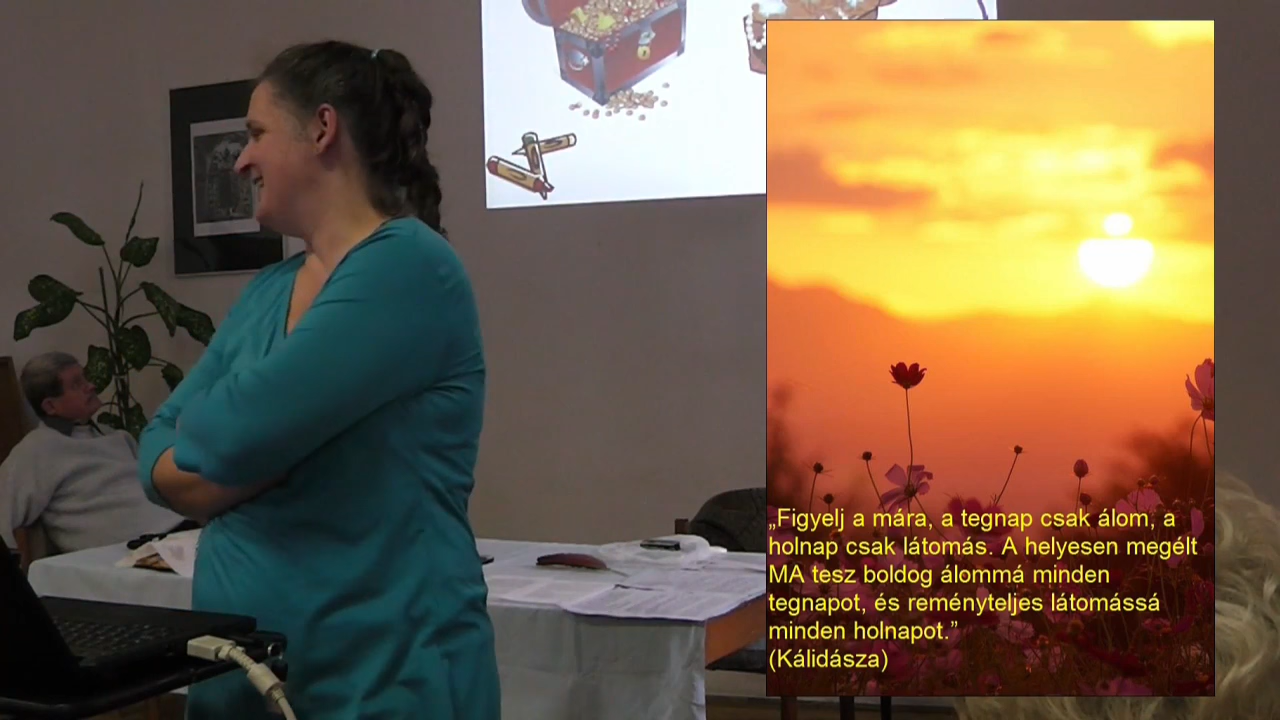 „Figyelj a mára, a tegnap csak álom, a
holnap csak látomás. A helyesen megélt
MA tesz boldog álommá minden
tegnapot, és reményteljes látomássá
minden holnapot.”
(Kálidásza)